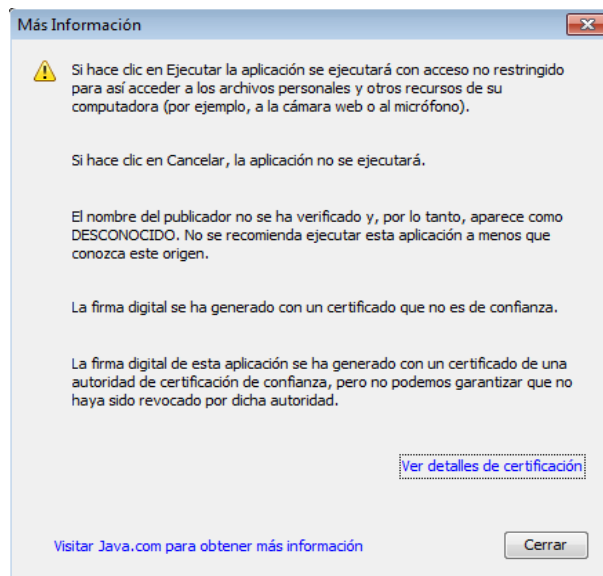 Más Información
Si hace clic en Ejecutar la aplicación se ejecutará con acceso no restringido
para así acceder a los archivos personales y otros recursos de su
computadora (por ejemplo, a la cámara web o al micrófono).
Si hace clic en Cancelar, la aplicación no se ejecutará.
El nombre del publicador no se ha verificado y, por lo tanto, aparece como
DESCONOCIDO. No se recomienda ejecutar esta aplicación a menos que
conozca este origen.
La firma digital se ha generado con un certificado que no es de confianza.
La firma digital de esta aplicación se ha generado con un certificado de una
autoridad de certificación de confianza, pero no podemos garantizar que no
haya sido revocado por dicha autoridad.
Ver detalles de certificación
Visitar Java.com para obtener más información
Cerrar